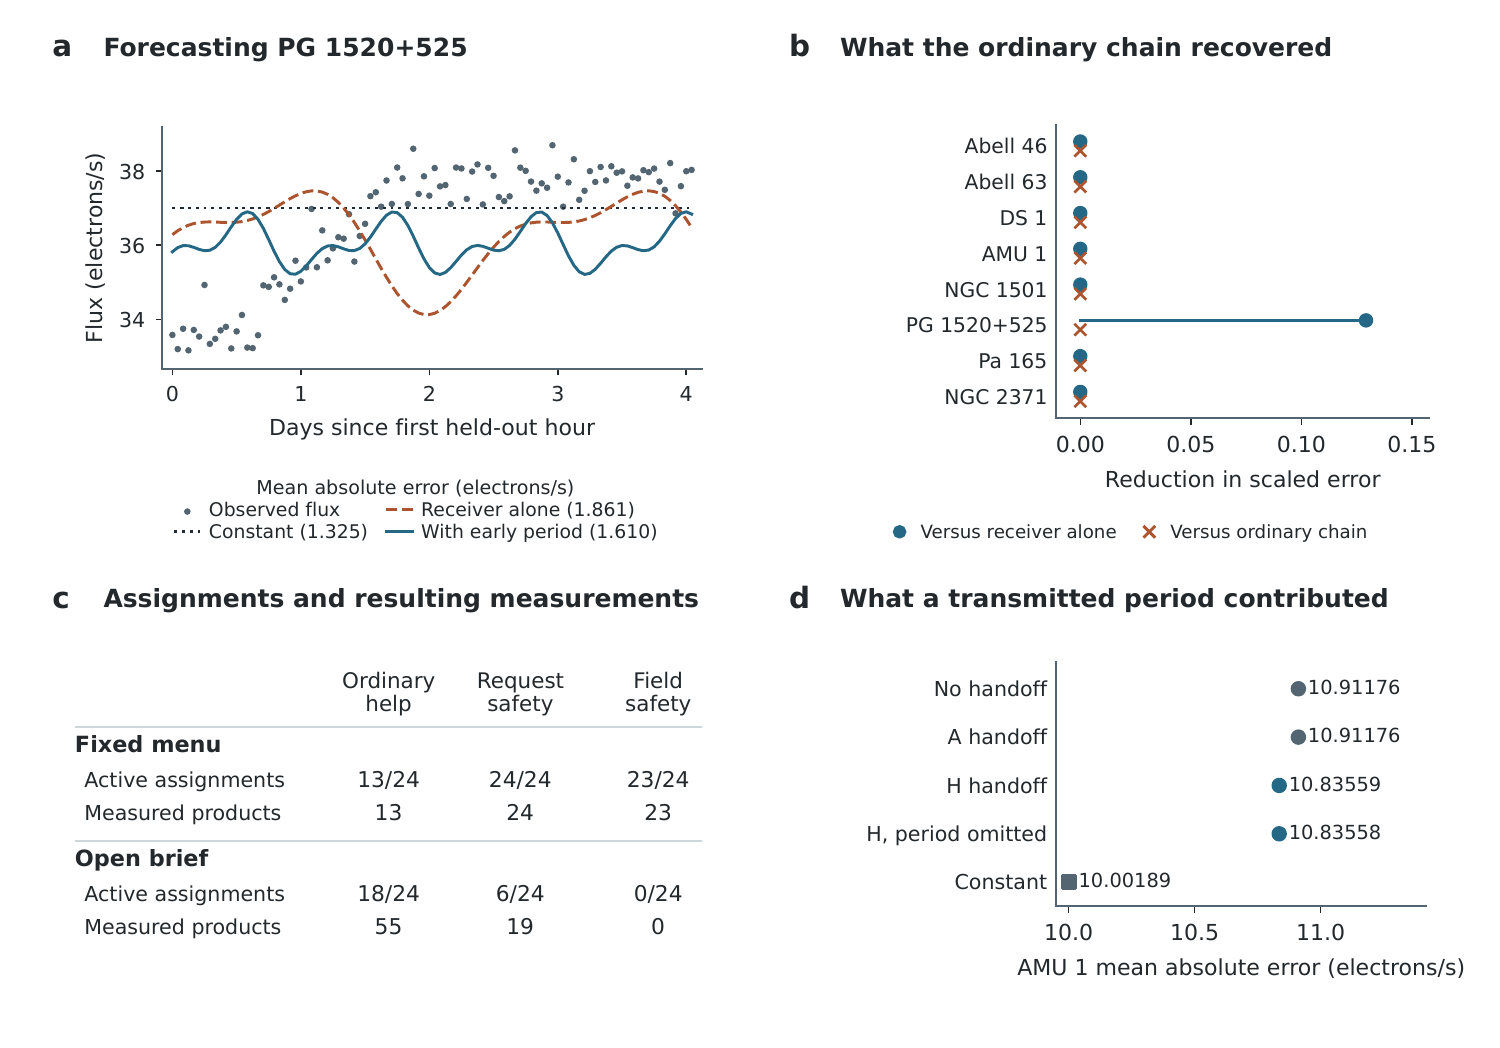 a Forecasting PG 1520+525
Flux (electrons/s)
38
36
34
0 1 2 3 4
Days since first held-out hour
Mean absolute error (electrons/s)
Observed flux
Receiver alone (1.861)
Constant (1.325)
With early period (1.610)
b What the ordinary chain recovered
Abell 46
Abell 63
DS 1
AMU 1
NGC 1501
PG 1520+525
Pa 165
NGC 2371
0.00 0.05 0.10 0.15
Reduction in scaled error
Versus receiver alone
Versus ordinary chain
c Assignments and resulting measurements
Ordinary help
Request safety
Field safety
Fixed menu
Active assignments 13/24 24/24 23/24
Measured products 13 24 23
Open brief
Active assignments 18/24 6/24 0/24
Measured products 55 19 0
d What a transmitted period contributed
No handoff 10.91176
A handoff 10.91176
H handoff 10.83559
H, period omitted 10.83558
Constant 10.00189
10.0 10.5 11.0
AMU 1 mean absolute error (electrons/s)